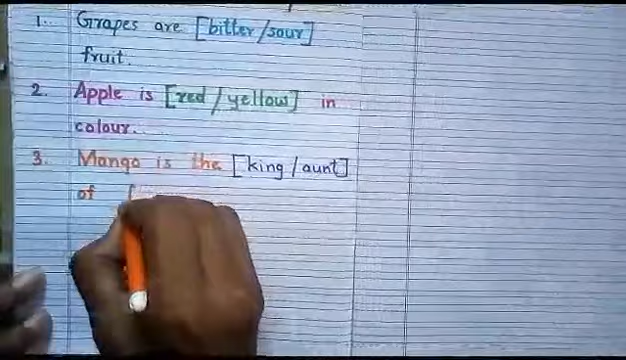 1. Grapes are [bitter/sour]
fruit.
2. Apple is [red/yellow] in
colour.
3. Mango is the [king/aunt]
of